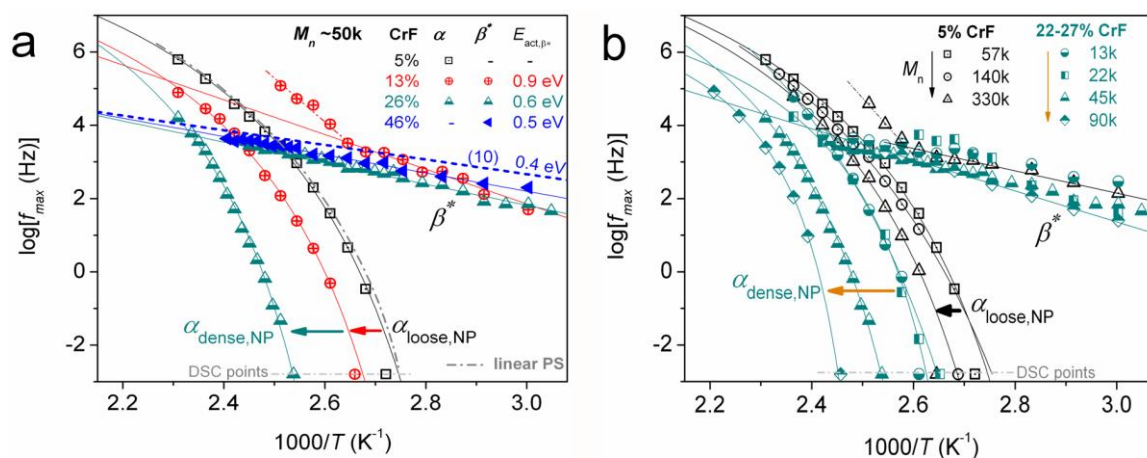 a
Mₙ ~50k CrF α β* E_act,β*
5% - -
13% 0.9 eV
26% 0.6 eV
46% - 0.5 eV
(10) 0.4 eV
β*
α_dense,NP
α_loose,NP
linear PS
DSC points
log[f_max (Hz)]
6
4
2
0
-2
2.2 2.4 2.6 2.8 3.0
1000/T (K⁻¹)
b
5% CrF 22-27% CrF
Mₙ 57k 13k
140k 22k
330k 45k
90k
β*
α_dense,NP
α_loose,NP
DSC points
log[f_max (Hz)]
6
4
2
0
-2
2.2 2.4 2.6 2.8 3.0
1000/T (K⁻¹)